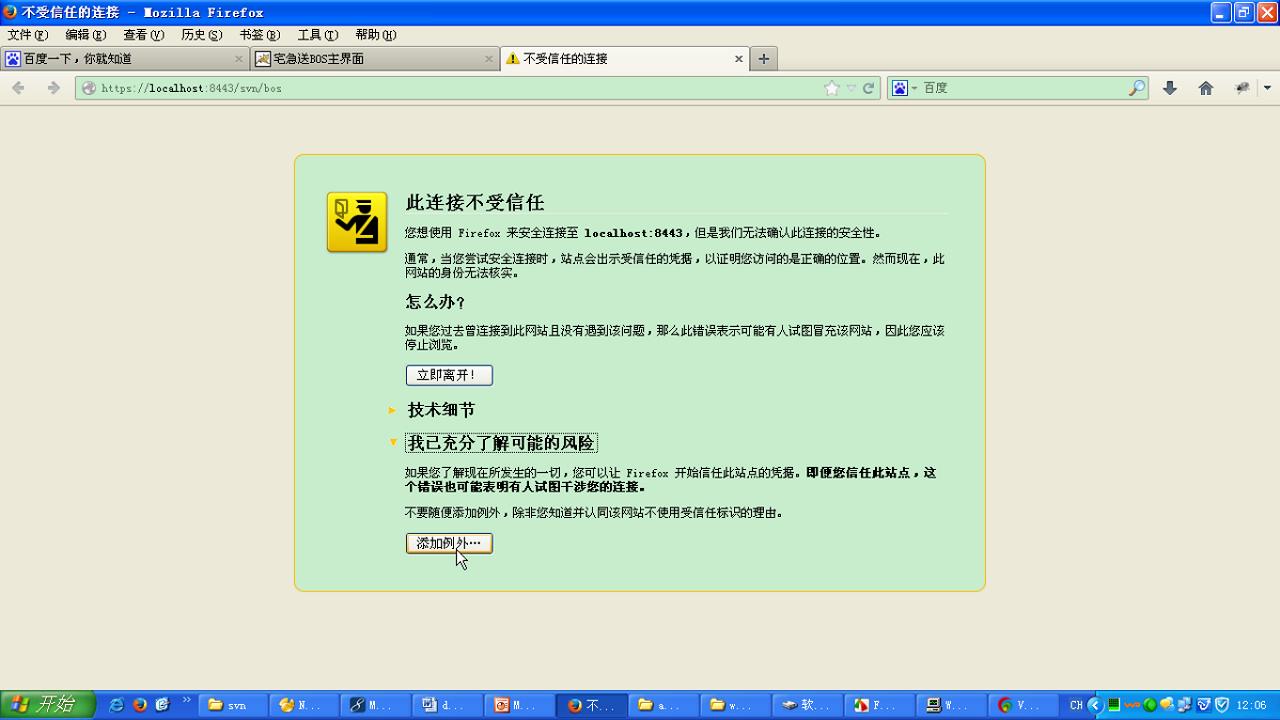 不受信任的连接 - Mozilla Firefox
文件(F) 编辑(E) 查看(V) 历史(S) 书签(B) 工具(T) 帮助(H)
百度一下，你就知道 宅急送BOS主界面 不受信任的连接
https://localhost:8443/svn/bos 百度
此连接不受信任
您想使用 Firefox 来安全连接至 localhost:8443，但是我们无法确认此连接的安全性。
通常，当您尝试安全连接时，站点会出示受信任的凭据，以证明您访问的是正确的位置。然而现在，此
网站的身份无法核实。
怎么办？
如果您过去曾连接到此网站且没有遇到该问题，那么此错误表示可能有人试图冒充该网站，因此您应该
停止浏览。
立即离开！
技术细节
我已充分了解可能的风险
如果您了解现在所发生的一切，您可以让 Firefox 开始信任此站点的凭据。即便您信任此站点，这
个错误也可能表明有人试图干涉您的连接。
不要随便添加例外，除非您知道并认同该网站不使用受信任标识的理由。
添加例外…
开始 svn N... M... d... M... 不... a... w... 软... F... W... V... CH 12:06